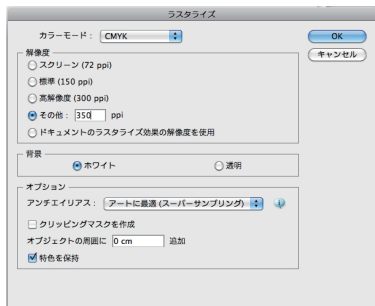 ラスタライズ
カラーモード： CMYK
OK
キャンセル
解像度
スクリーン (72 ppi)
標準 (150 ppi)
高解像度 (300 ppi)
その他： 350 ppi
ドキュメントのラスタライズ効果の解像度を使用
背景
ホワイト 透明
オプション
アンチエイリアス： アートに最適 (スーパーサンプリング)
クリッピングマスクを作成
オブジェクトの周囲に 0 cm 追加
特色を保持